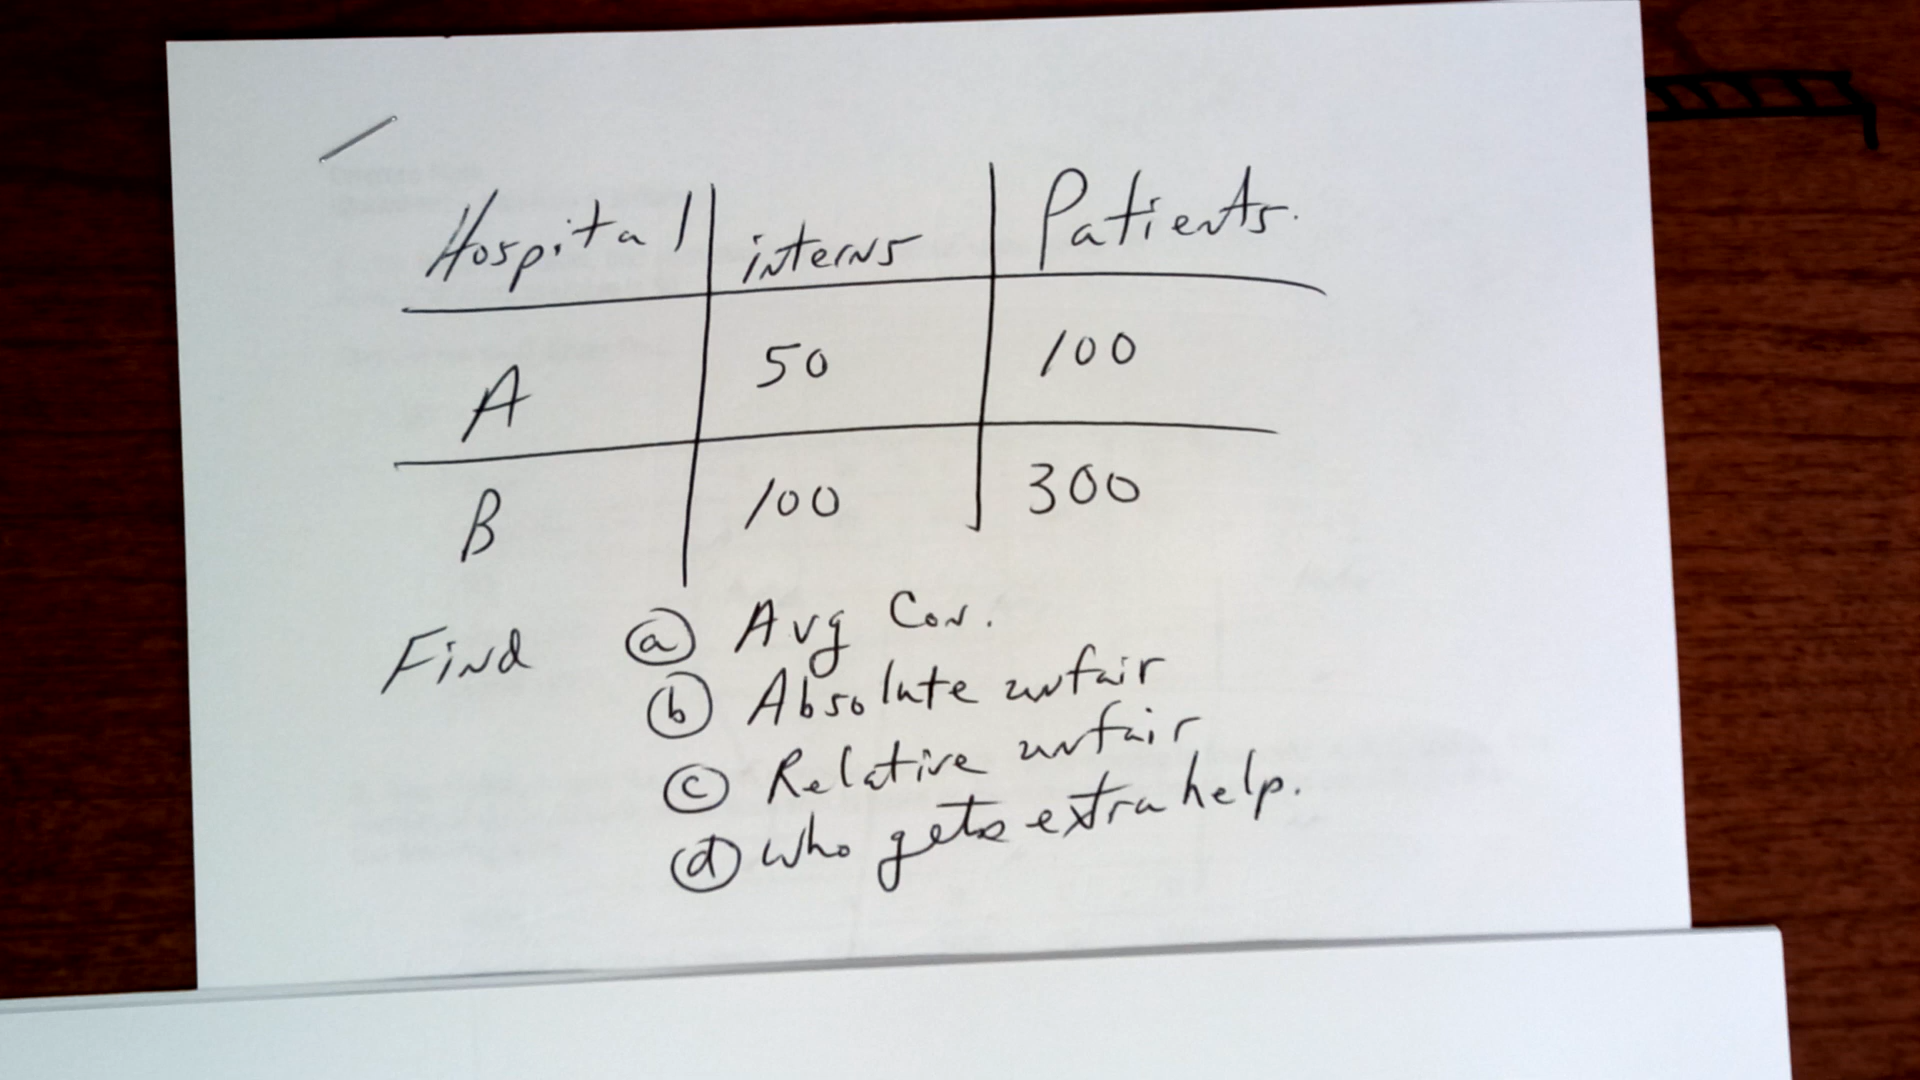 Hospital interns Patients.
A 50 100
B 100 300
Find (a) Avg Con.
(b) Absolute unfair
(c) Relative unfair
(d) who gets extra help.